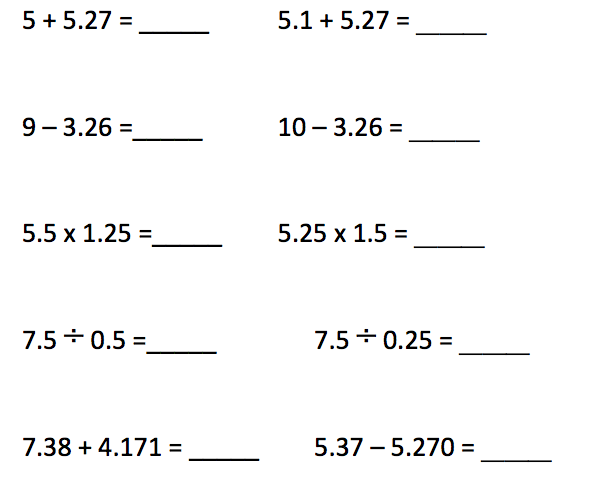 5 + 5.27 = _____ 5.1 + 5.27 = _____
9 – 3.26 =_____ 10 – 3.26 = _____
5.5 x 1.25 =_____ 5.25 x 1.5 = _____
7.5 ÷ 0.5 =_____ 7.5 ÷ 0.25 = _____
7.38 + 4.171 = _____ 5.37 – 5.270 = _____